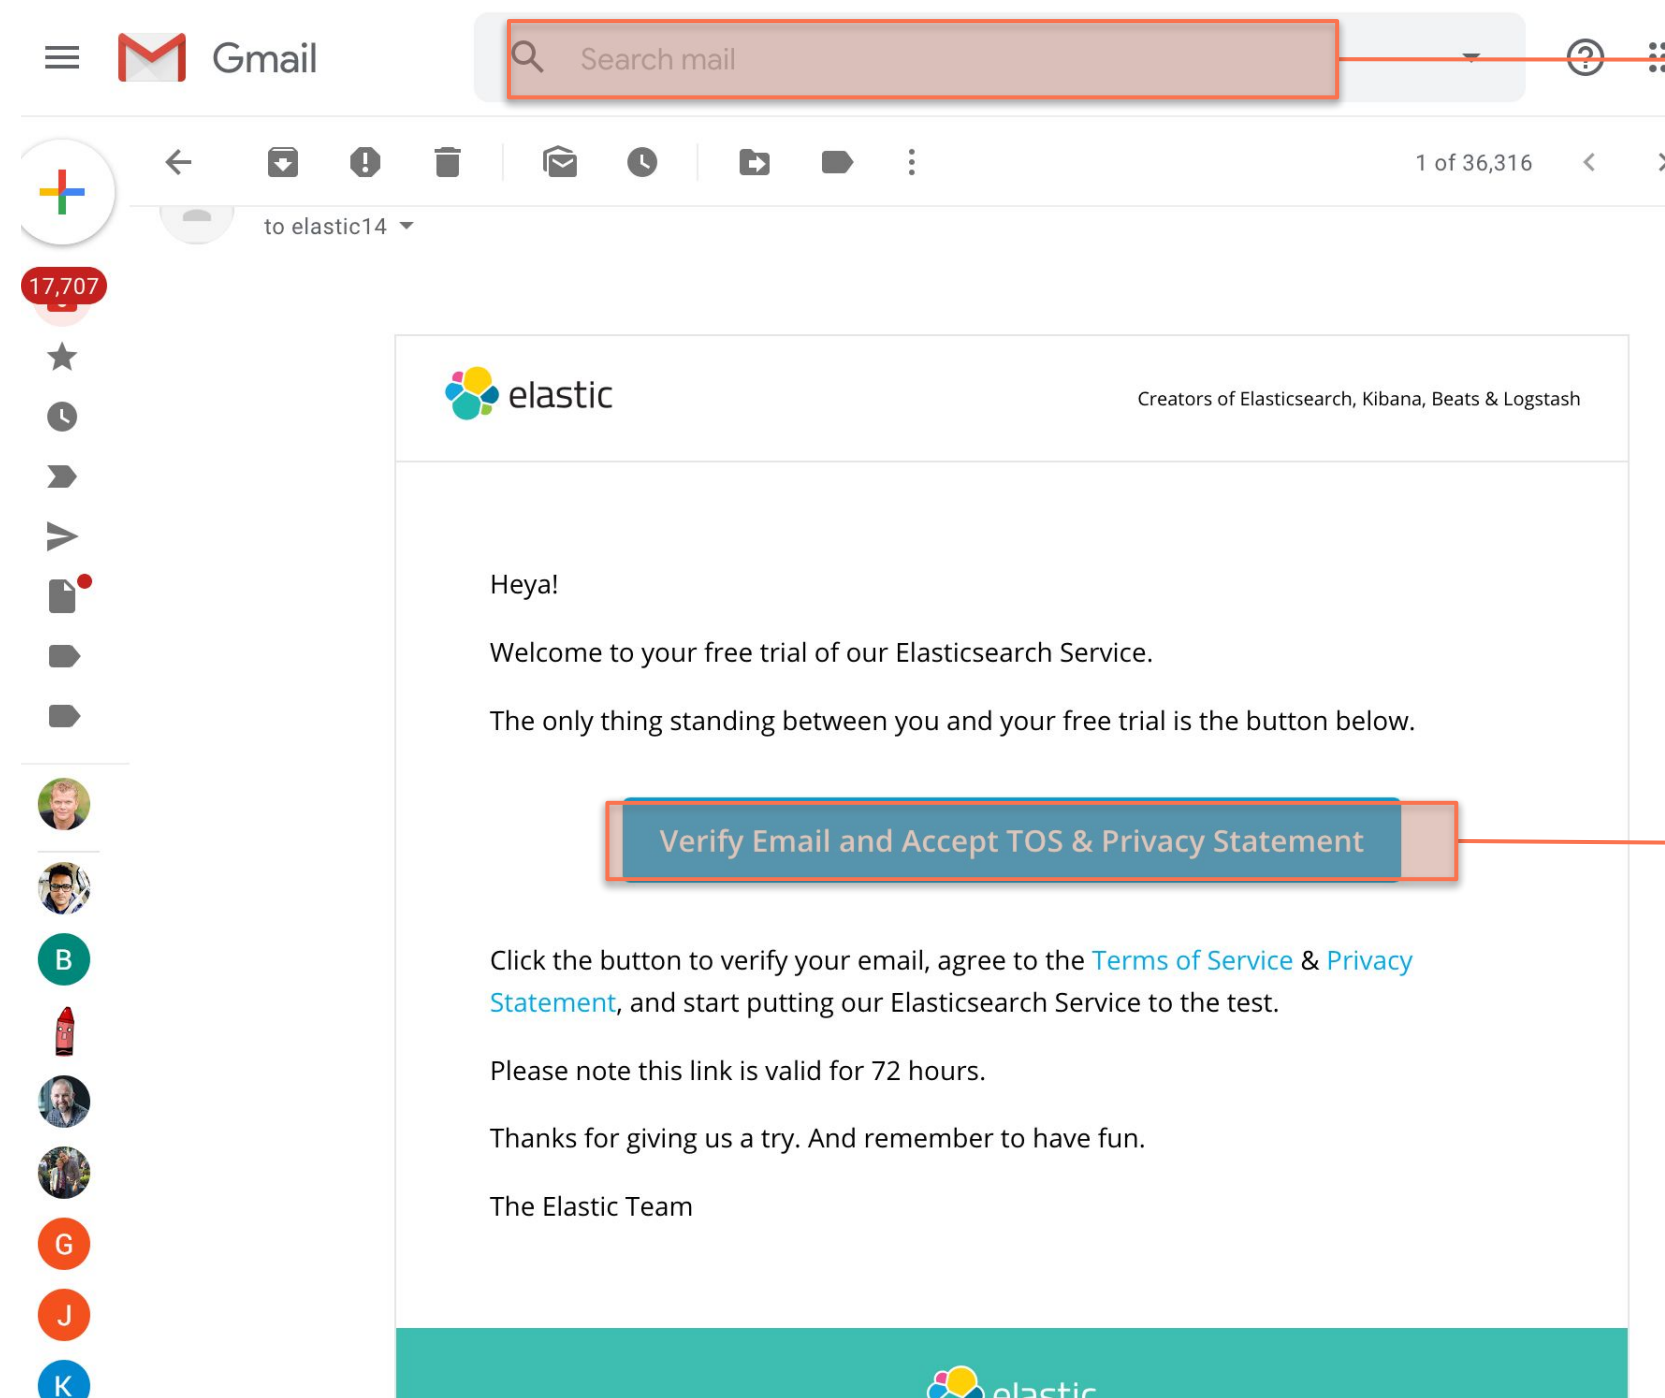 Gmail
Search mail
1 of 36,316
to elastic14
17,707
elastic
Creators of Elasticsearch, Kibana, Beats & Logstash
Heya!
Welcome to your free trial of our Elasticsearch Service.
The only thing standing between you and your free trial is the button below.
Verify Email and Accept TOS & Privacy Statement
Click the button to verify your email, agree to the Terms of Service & Privacy
Statement, and start putting our Elasticsearch Service to the test.
Please note this link is valid for 72 hours.
Thanks for giving us a try. And remember to have fun.
The Elastic Team
B
G
J
K
elastic